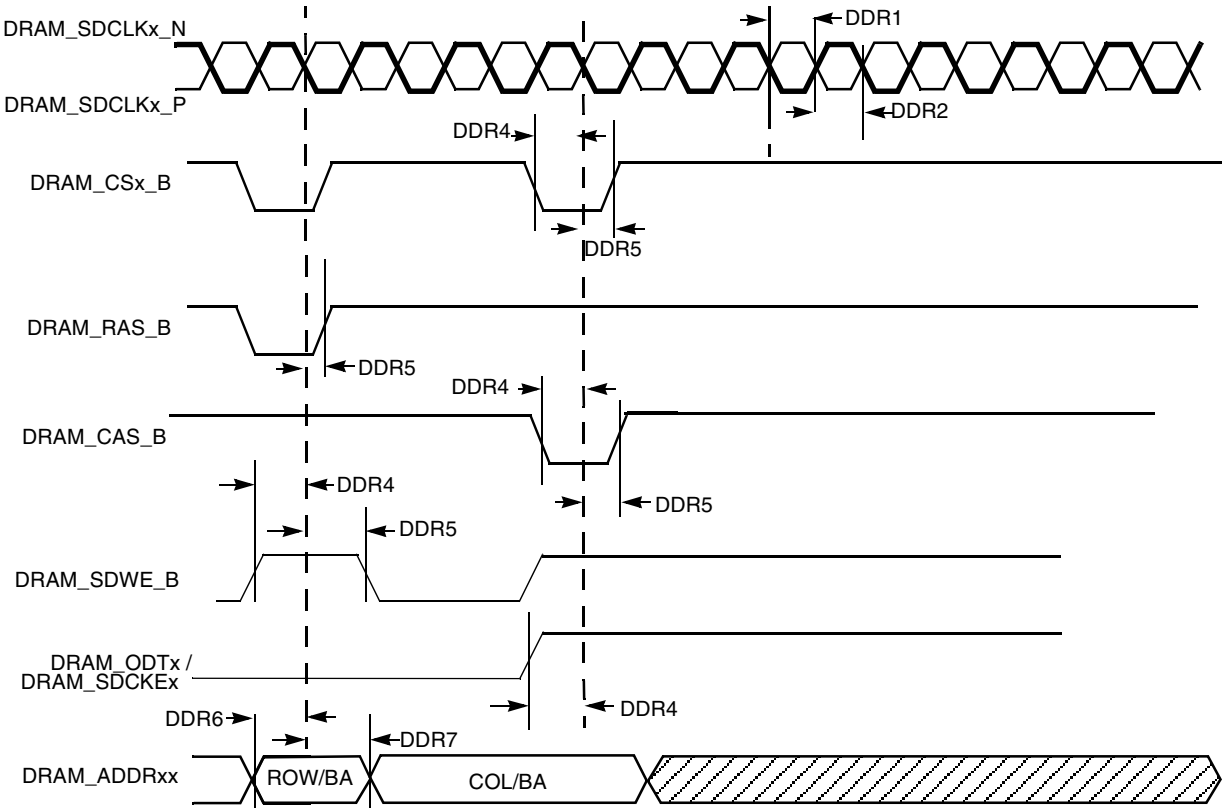 DRAM_SDCLKx_N
DDR1
DRAM_SDCLKx_P
DDR2
DDR4
DRAM_CSx_B
DDR5
DRAM_RAS_B
DDR5
DDR4
DRAM_CAS_B
DDR4
DDR5
DDR5
DRAM_SDWE_B
DRAM_ODTx /
DRAM_SDCKEx
DDR4
DDR6
DDR7
DRAM_ADDRxx
ROW/BA
COL/BA